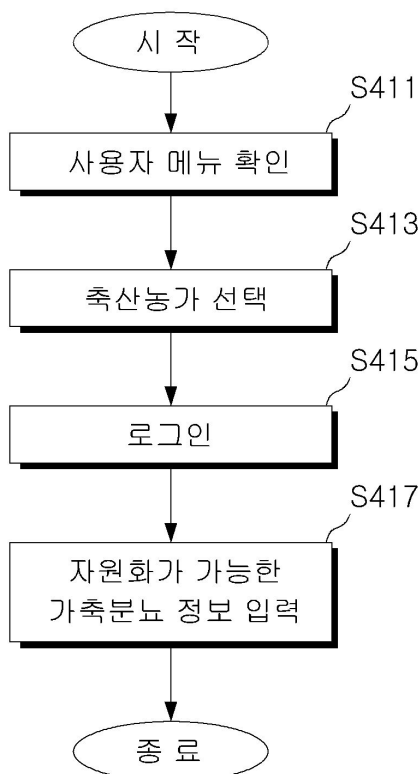 시 작
S411
사용자 메뉴 확인
S413
축산농가 선택
S415
로그인
S417
자원화가 가능한
가축분뇨 정보 입력
종 료